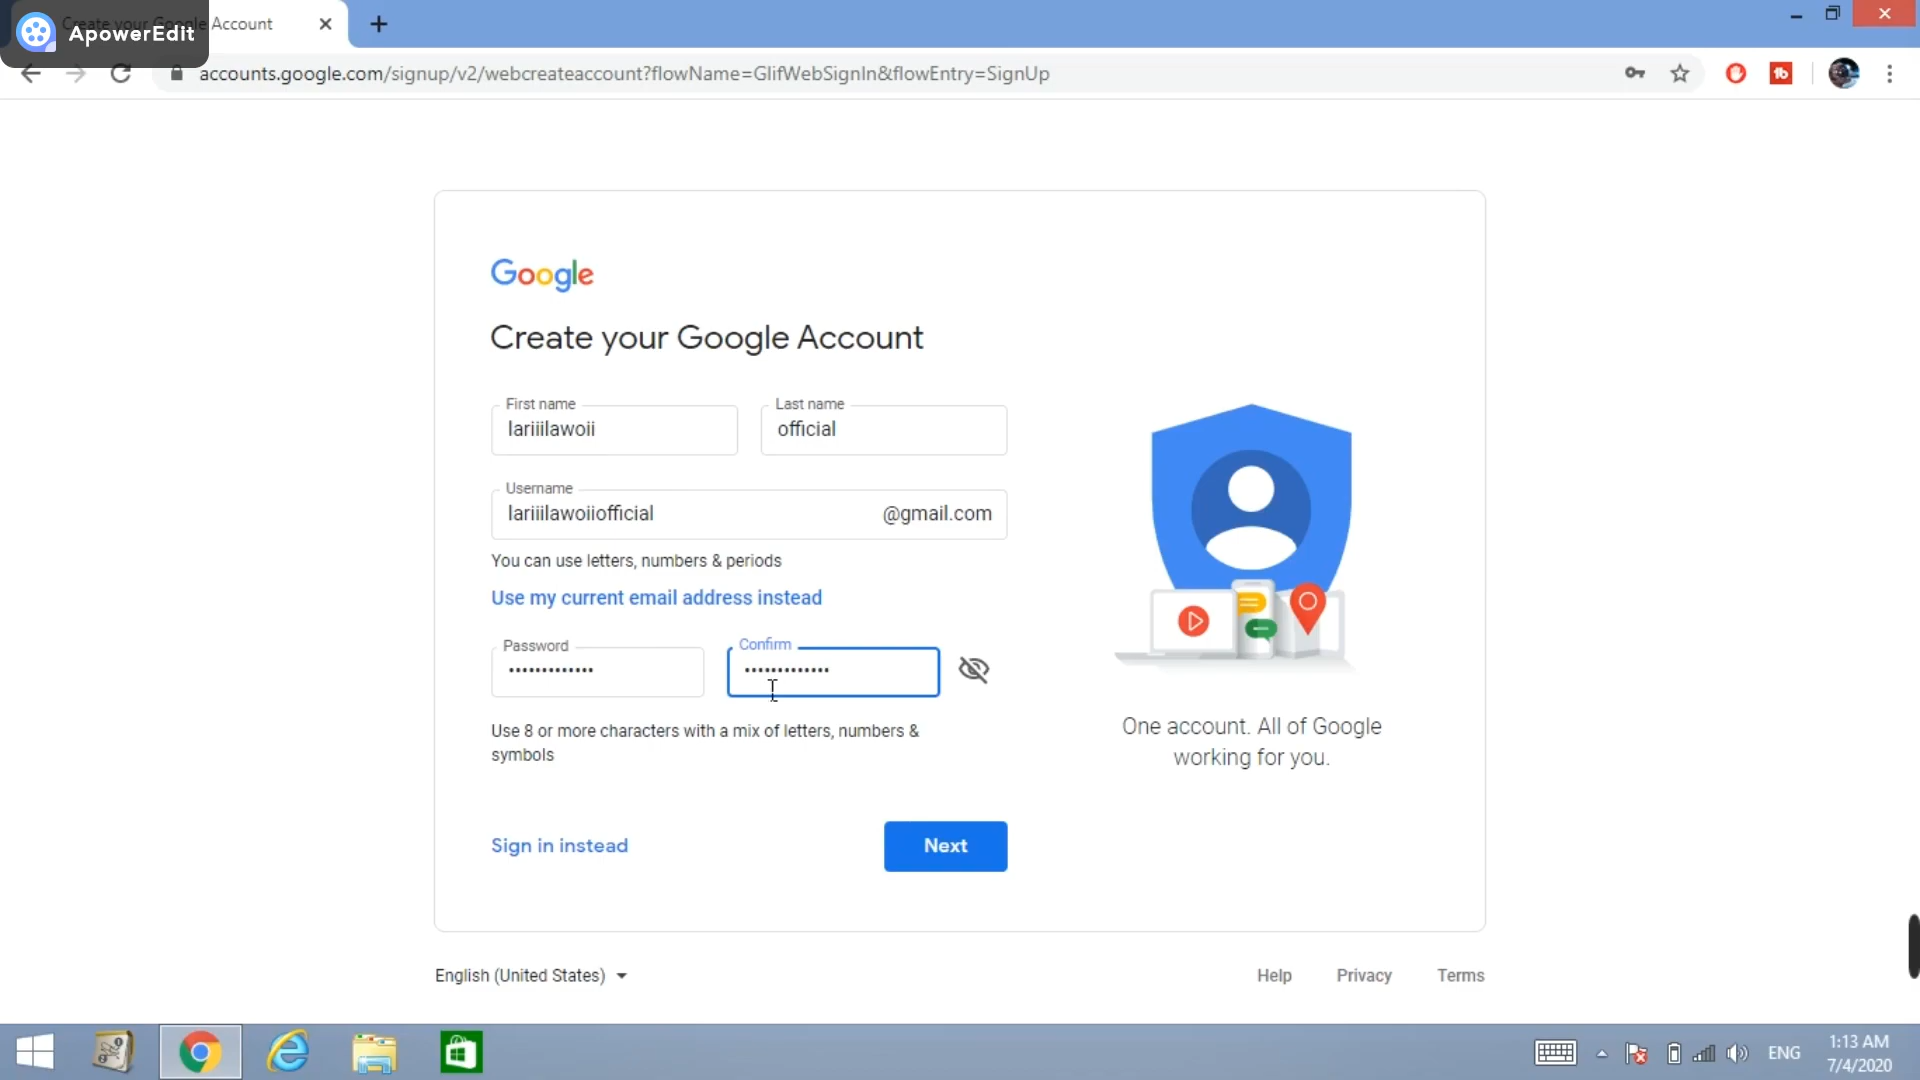 Create your Google Account
ApowerEdit
accounts.google.com/signup/v2/webcreateaccount?flowName=GlifWebSignIn&flowEntry=SignUp
Google
Create your Google Account
First name
Last name
lariiilawoii
official
Username
lariiilawoiiofficial
@gmail.com
You can use letters, numbers & periods
Use my current email address instead
Password
Confirm
•••••••••••••
•••••••••••••
Use 8 or more characters with a mix of letters, numbers &
symbols
One account. All of Google
working for you.
Sign in instead
Next
English (United States)
Help
Privacy
Terms
ENG
1:13 AM
7/4/2020